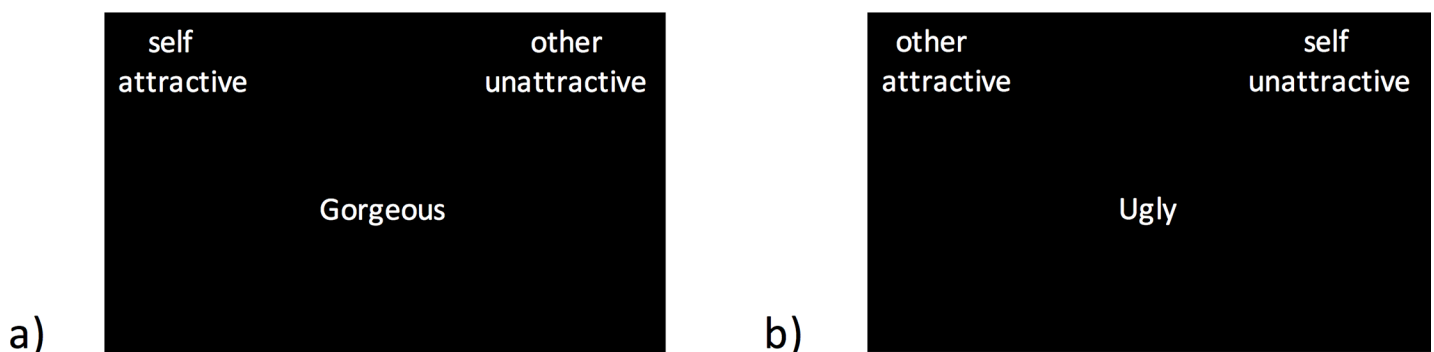 self other
attractive unattractive
Gorgeous
a)
other self
attractive unattractive
Ugly
b)